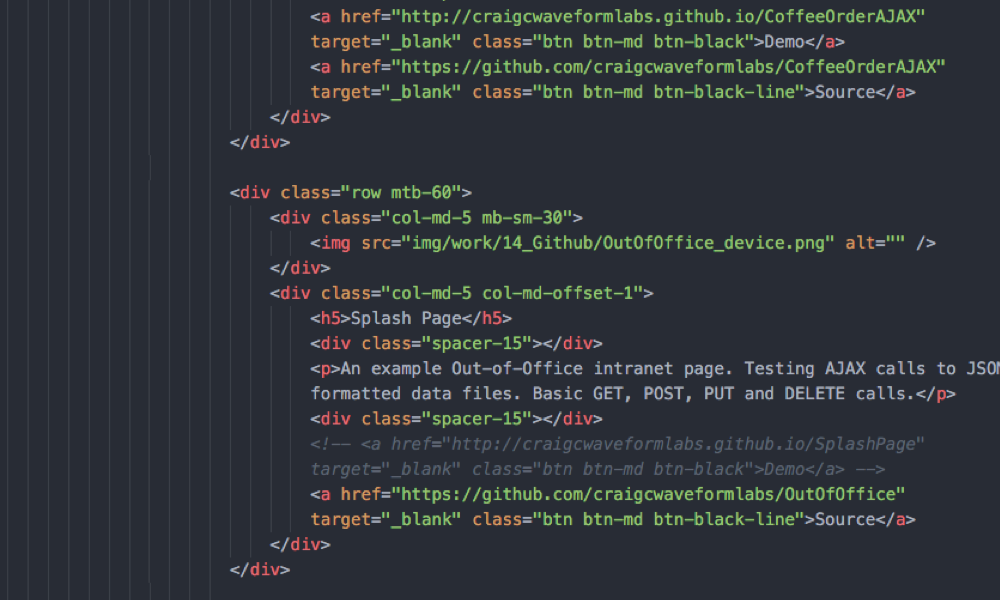 <a href="http://craigcwaveformlabs.github.io/CoffeeOrderAJAX"
target="_blank" class="btn btn-md btn-black">Demo</a>
<a href="https://github.com/craigcwaveformlabs/CoffeeOrderAJAX"
target="_blank" class="btn btn-md btn-black-line">Source</a>
</div>
</div>
<div class="row mtb-60">
<div class="col-md-5 mb-sm-30">
<img src="img/work/14_Github/OutOfOffice_device.png" alt="" />
</div>
<div class="col-md-5 col-md-offset-1">
<h5>Splash Page</h5>
<div class="spacer-15"></div>
<p>An example Out-of-Office intranet page. Testing AJAX calls to JSON
formatted data files. Basic GET, POST, PUT and DELETE calls.</p>
<div class="spacer-15"></div>
<!-- <a href="http://craigcwaveformlabs.github.io/SplashPage"
target="_blank" class="btn btn-md btn-black">Demo</a> -->
<a href="https://github.com/craigcwaveformlabs/OutOfOffice"
target="_blank" class="btn btn-md btn-black-line">Source</a>
</div>
</div>